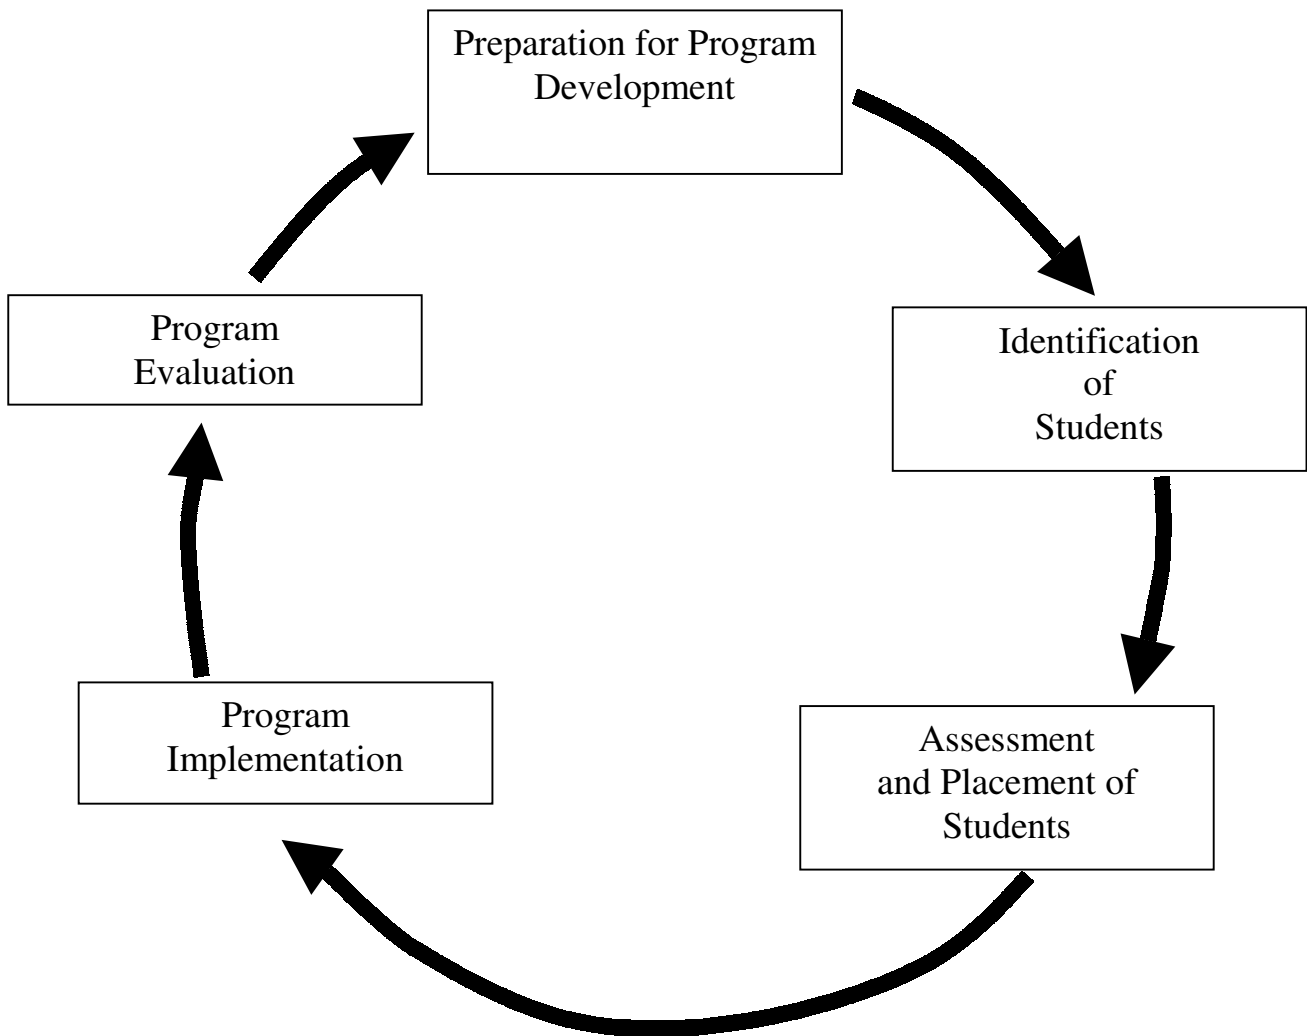 Preparation for Program
Development
Identification
of
Students
Assessment
and Placement of
Students
Program
Implementation
Program
Evaluation